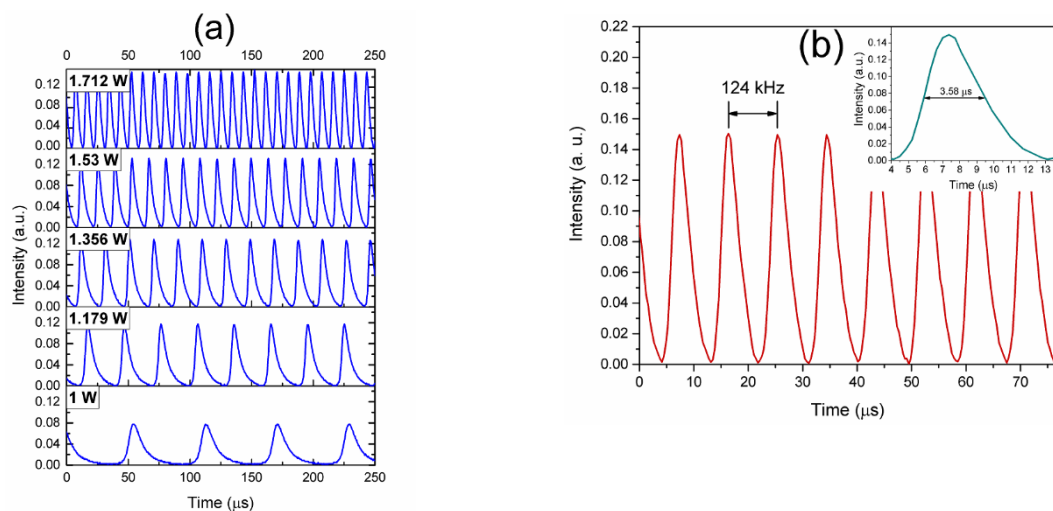 (a)
0 50 100 150 200 250
1.712 W
0.12
0.08
0.04
0.00
1.53 W
0.12
0.08
0.04
0.00
1.356 W
0.12
0.08
0.04
0.00
1.179 W
0.12
0.08
0.04
0.00
1 W
0.12
0.08
0.04
0.00
Intensity (a.u.)
0 50 100 150 200 250
Time (μs)
(b)
0.22
0.20
0.18
0.16
0.14
0.12
0.10
0.08
0.06
0.04
0.02
0.00
Intensity (a. u.)
124 kHz
0 10 20 30 40 50 60 70
Time (μs)
0.14
0.12
0.10
0.08
0.06
0.04
0.02
0.00
Intensity (a.u.)
3.58 μs
4 5 6 7 8 9 10 11 12 13
Time (μs)